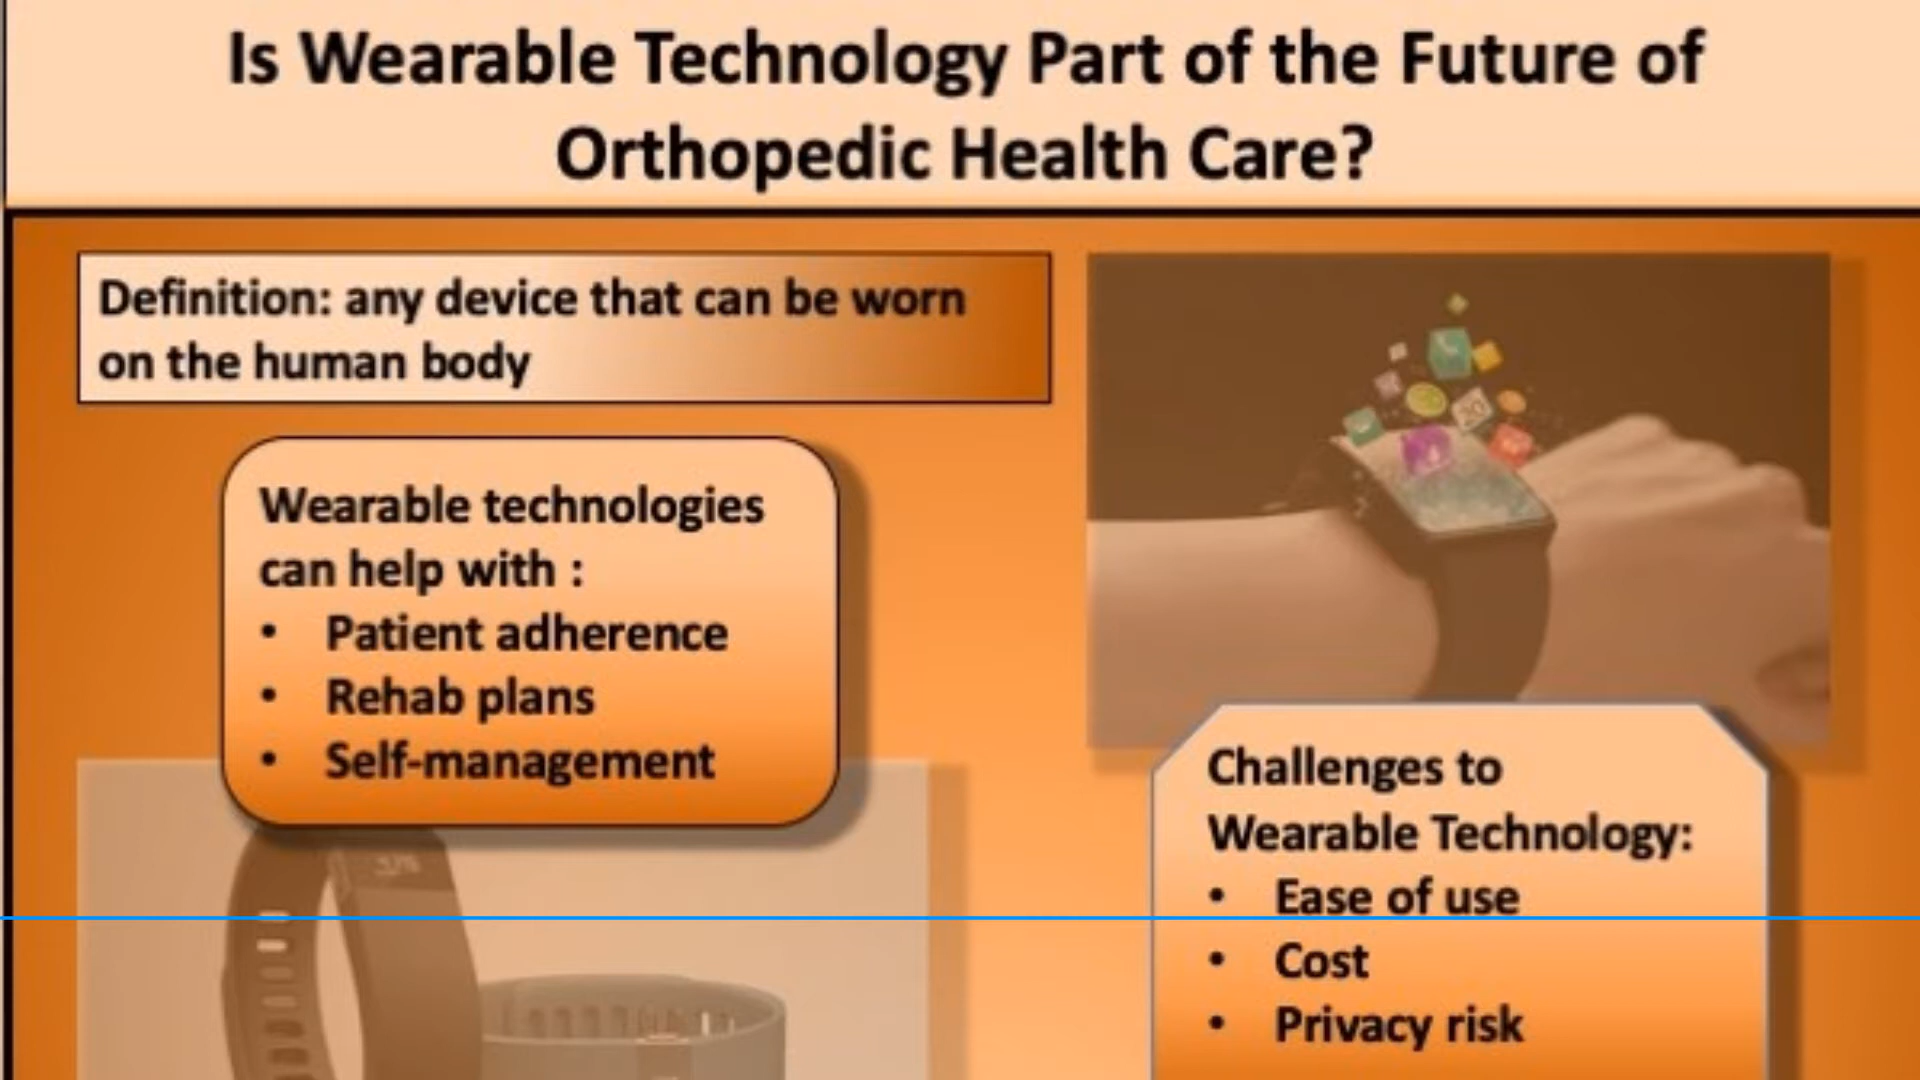 Is Wearable Technology Part of the Future of
Orthopedic Health Care?
Definition: any device that can be worn
on the human body
Wearable technologies
can help with :
• Patient adherence
• Rehab plans
• Self-management
Challenges to
Wearable Technology:
• Ease of use
• Cost
• Privacy risk